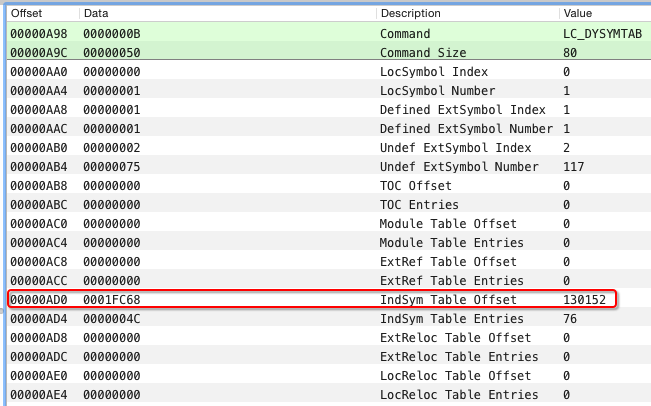 Offset Data Description Value
00000A98 0000000B Command LC_DYSYMTAB
00000A9C 00000050 Command Size 80
00000AA0 00000000 LocSymbol Index 0
00000AA4 00000001 LocSymbol Number 1
00000AA8 00000001 Defined ExtSymbol Index 1
00000AAC 00000001 Defined ExtSymbol Number 1
00000AB0 00000002 Undef ExtSymbol Index 2
00000AB4 00000075 Undef ExtSymbol Number 117
00000AB8 00000000 TOC Offset 0
00000ABC 00000000 TOC Entries 0
00000AC0 00000000 Module Table Offset 0
00000AC4 00000000 Module Table Entries 0
00000AC8 00000000 ExtRef Table Offset 0
00000ACC 00000000 ExtRef Table Entries 0
00000AD0 0001FC68 IndSym Table Offset 130152
00000AD4 0000004C IndSym Table Entries 76
00000AD8 00000000 ExtReloc Table Offset 0
00000ADC 00000000 ExtReloc Table Entries 0
00000AE0 00000000 LocReloc Table Offset 0
00000AE4 00000000 LocReloc Table Entries 0